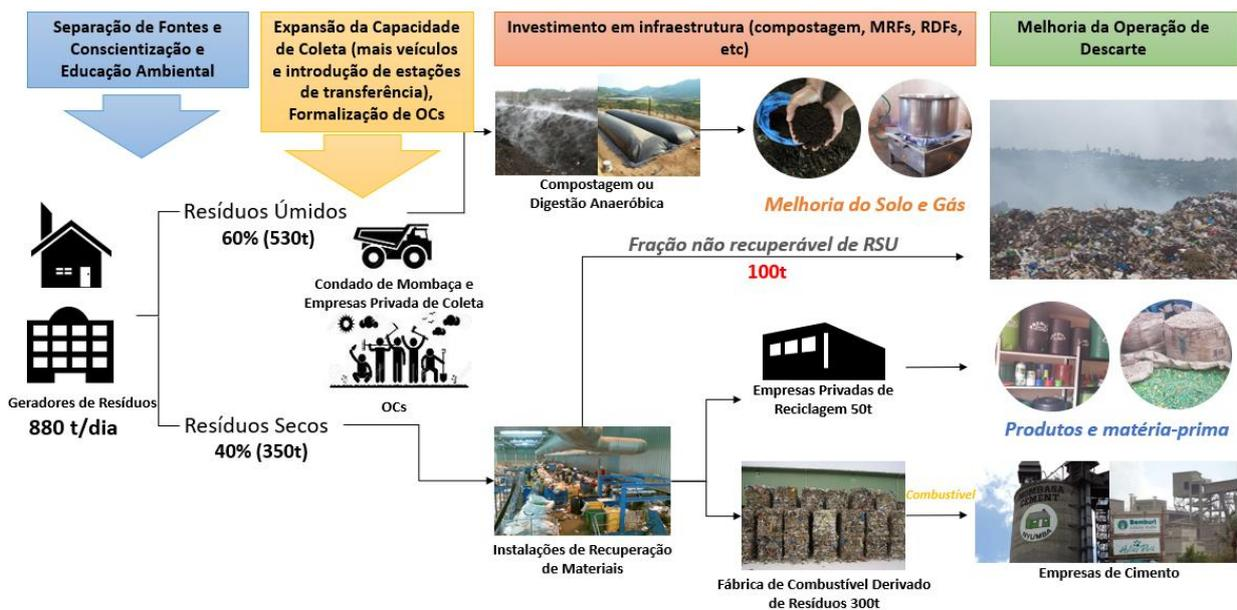 Separação de Fontes e
Conscientização e
Educação Ambiental
Expansão da Capacidade
de Coleta (mais veículos
e introdução de estações
de transferência),
Formalização de OCs
Investimento em infraestrutura (compostagem, MRFs, RDFs,
etc)
Melhoria da Operação de
Descarte
Compostagem ou
Digestão Anaeróbica
Melhoria do Solo e Gás
Resíduos Úmidos
60% (530t)
Condado de Mombaça e
Empresas Privada de Coleta
Fração não recuperável de RSU
100t
Geradores de Resíduos
880 t/dia
OCs
Empresas Privadas de
Reciclagem 50t
Produtos e matéria-prima
Resíduos Secos
40% (350t)
Instalações de Recuperação
de Materiais
Combustível
Fábrica de Combustível Derivado
de Resíduos 300t
MOMBASA
CEMENT
NYUMBA
Bamburi
Empresas de Cimento